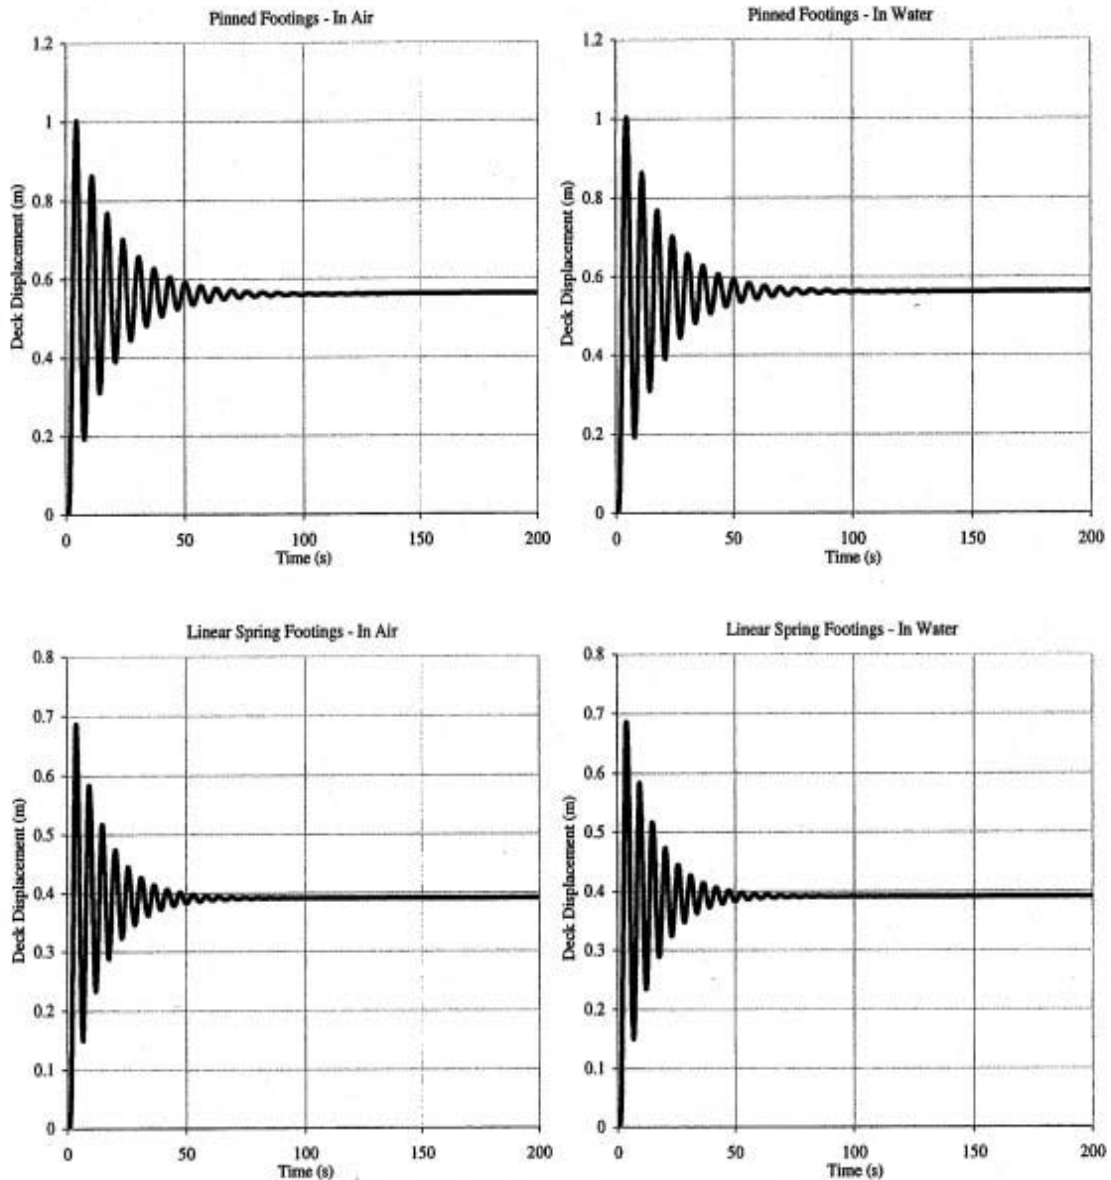 Pinned Footings - In Air
1.2
1
0.8
0.6
0.4
0.2
0
Deck Displacement (m)
0 50 100 150 200
Time (s)
Pinned Footings - In Water
1.2
1
0.8
0.6
0.4
0.2
0
Deck Displacement (m)
0 50 100 150 200
Time (s)
Linear Spring Footings - In Air
0.8
0.7
0.6
0.5
0.4
0.3
0.2
0.1
0
Deck Displacement (m)
0 50 100 150 200
Time (s)
Linear Spring Footings - In Water
0.8
0.7
0.6
0.5
0.4
0.3
0.2
0.1
0
Deck Displacement (m)
0 50 100 150 200
Time (s)